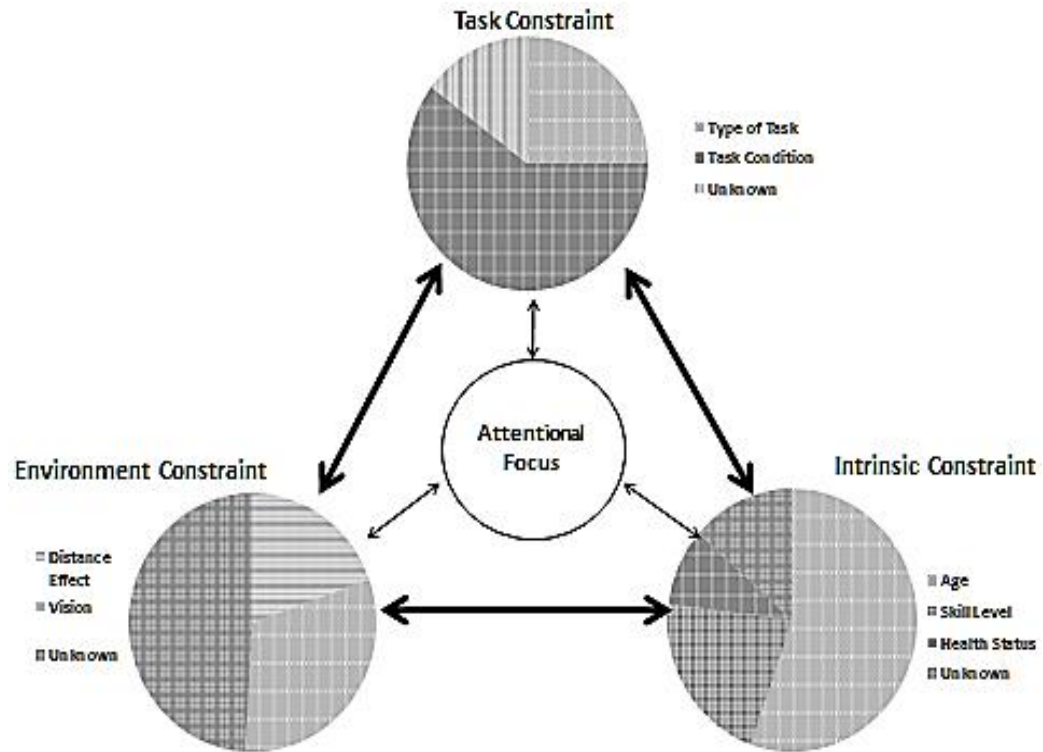 Task Constraint
Type of Task
Task Condition
Unknown
Attentional
Focus
Environment Constraint
Distance
Effect
Vision
Unknown
Intrinsic Constraint
Age
Skill Level
Health Status
Unknown